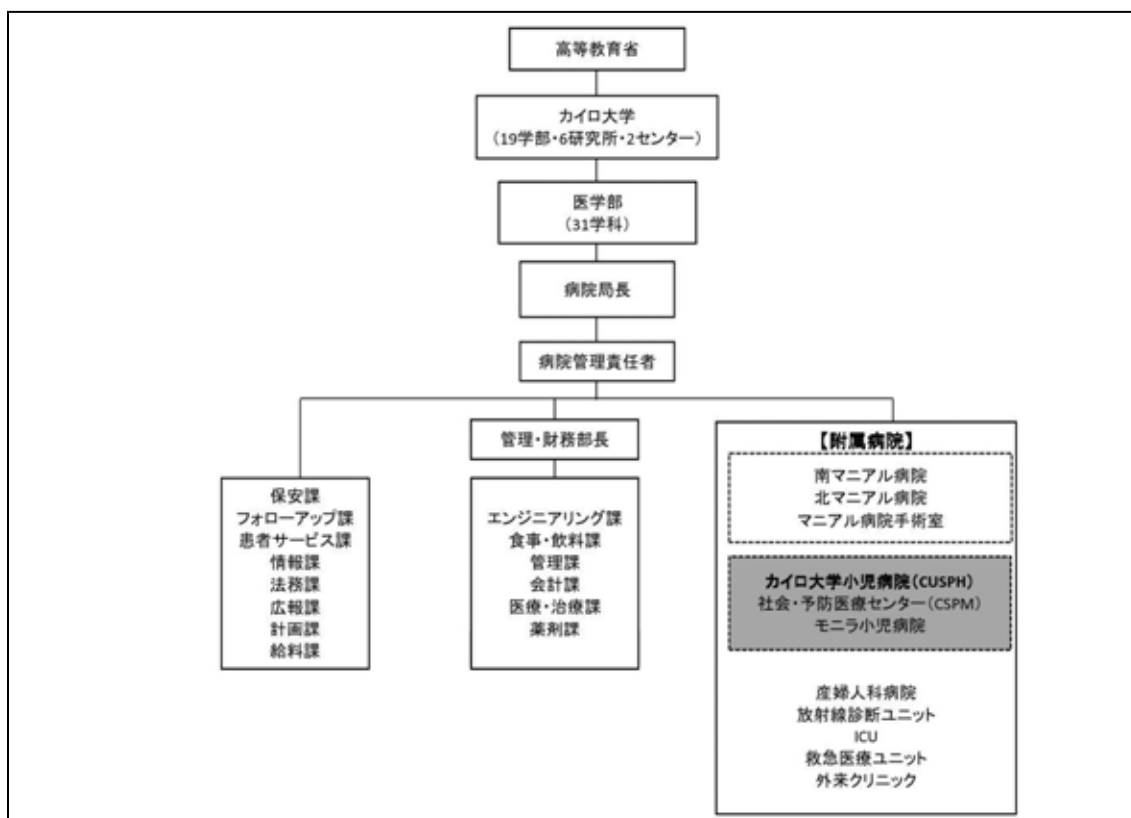 高等教育省
カイロ大学
（19学部・6研究所・2センター）
医学部
（31学科）
病院局長
病院管理責任者
保安課
フォローアップ課
患者サービス課
情報課
法務課
広報課
計画課
給料課
管理・財務部長
エンジニアリング課
食事・飲料課
管理課
会計課
医療・治療課
薬剤課
【附属病院】
南マニアル病院
北マニアル病院
マニアル病院手術室
カイロ大学小児病院（CUSPH）
社会・予防医療センター（CSPM）
モニラ小児病院
産婦人科病院
放射線診断ユニット
ICU
救急医療ユニット
外来クリニック